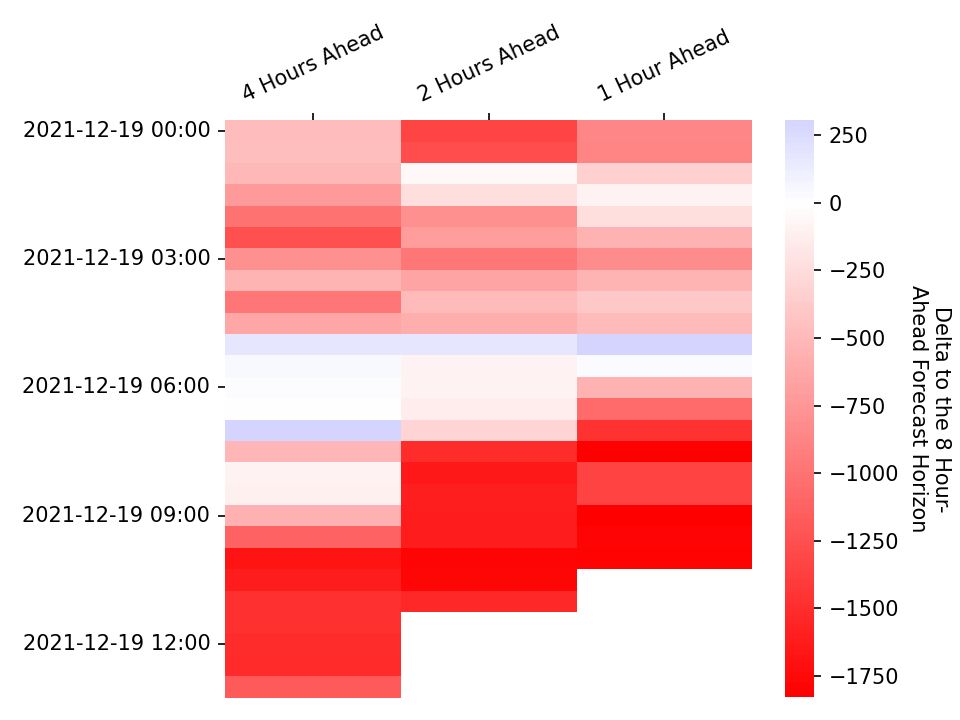 4 Hours Ahead
2 Hours Ahead
1 Hour Ahead
2021-12-19 00:00
2021-12-19 03:00
2021-12-19 06:00
2021-12-19 09:00
2021-12-19 12:00
250
0
−250
−500
−750
−1000
−1250
−1500
−1750
Delta to the 8 Hour-
Ahead Forecast Horizon